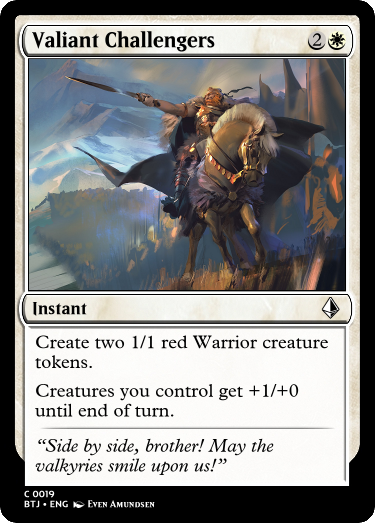 Valiant Challengers 2
Instant
Create two 1/1 red Warrior creature
tokens.
Creatures you control get +1/+0
until end of turn.
“Side by side, brother! May the
valkyries smile upon us!”
C 0019
BTJ • ENG Even Amundsen